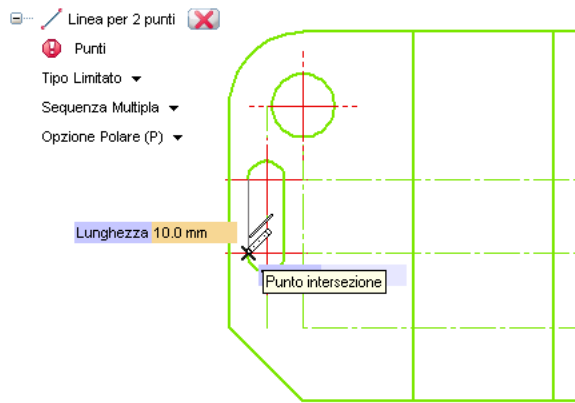 Linea per 2 punti
Punti
Tipo Limitato
Sequenza Multipla
Opzione Polare (P)
Lunghezza 10.0 mm
Punto intersezione